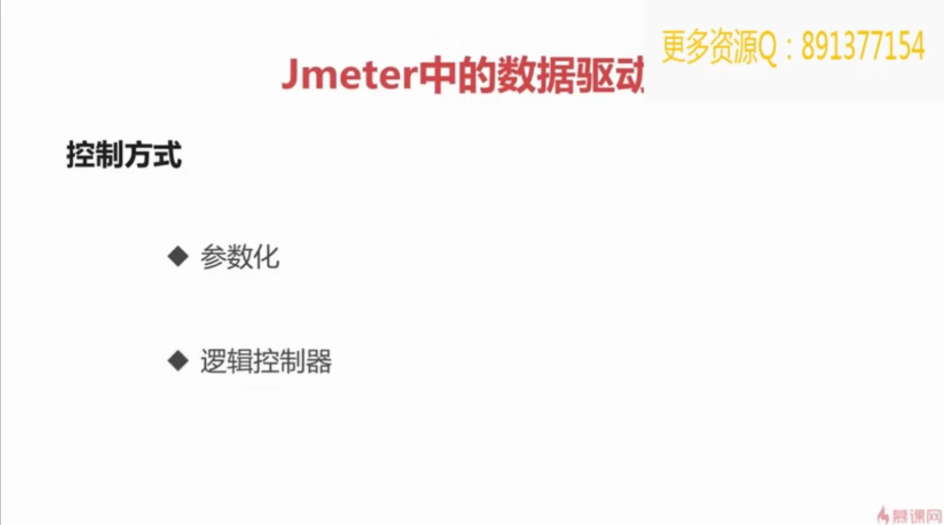 更多资源Q：891377154
Jmeter中的数据驱动
控制方式
◆ 参数化
◆ 逻辑控制器
慕课网